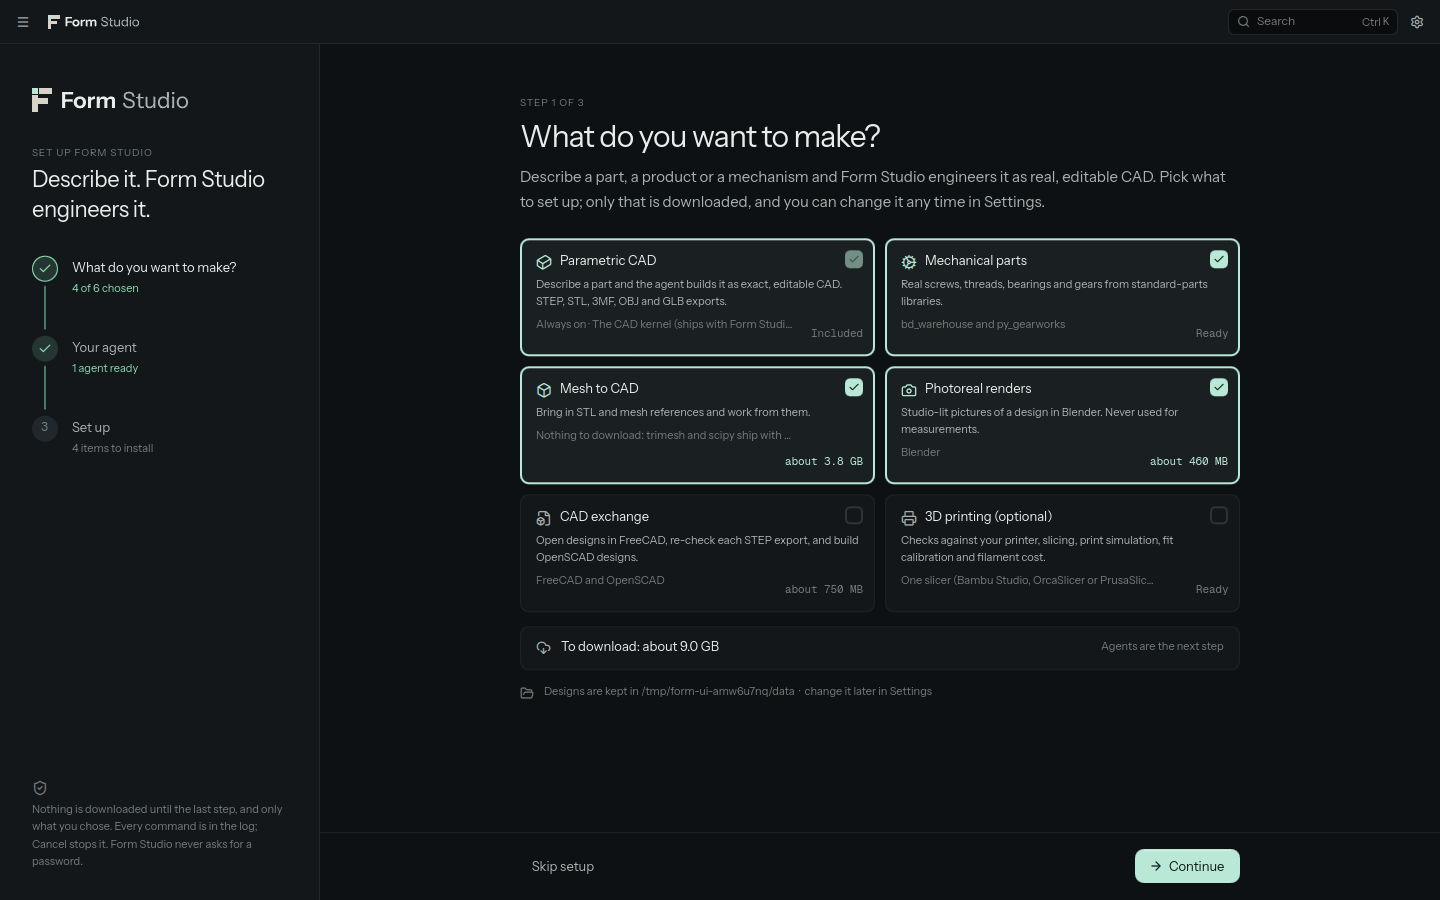 Form Studio
Search Ctrl K
Form Studio
SET UP FORM STUDIO
Describe it. Form Studio
engineers it.
What do you want to make?
4 of 6 chosen
Your agent
1 agent ready
3 Set up
4 items to install
Nothing is downloaded until the last step, and only
what you chose. Every command is in the log;
Cancel stops it. Form Studio never asks for a
password.
STEP 1 OF 3
What do you want to make?
Describe a part, a product or a mechanism and Form Studio engineers it as real, editable CAD. Pick what
to set up; only that is downloaded, and you can change it any time in Settings.
Parametric CAD
Describe a part and the agent builds it as exact, editable CAD.
STEP, STL, 3MF, OBJ and GLB exports.
Always on · The CAD kernel (ships with Form Studi...
Included
Mechanical parts
Real screws, threads, bearings and gears from standard-parts
libraries.
bd_warehouse and py_gearworks
Ready
Mesh to CAD
Bring in STL and mesh references and work from them.
Nothing to download: trimesh and scipy ship with ...
about 3.8 GB
Photoreal renders
Studio-lit pictures of a design in Blender. Never used for
measurements.
Blender
about 460 MB
CAD exchange
Open designs in FreeCAD, re-check each STEP export, and build
OpenSCAD designs.
FreeCAD and OpenSCAD
about 750 MB
3D printing (optional)
Checks against your printer, slicing, print simulation, fit
calibration and filament cost.
One slicer (Bambu Studio, OrcaSlicer or PrusaSlic...
Ready
To download: about 9.0 GB
Agents are the next step
Designs are kept in /tmp/form-ui-amw6u7nq/data · change it later in Settings
Skip setup
Continue